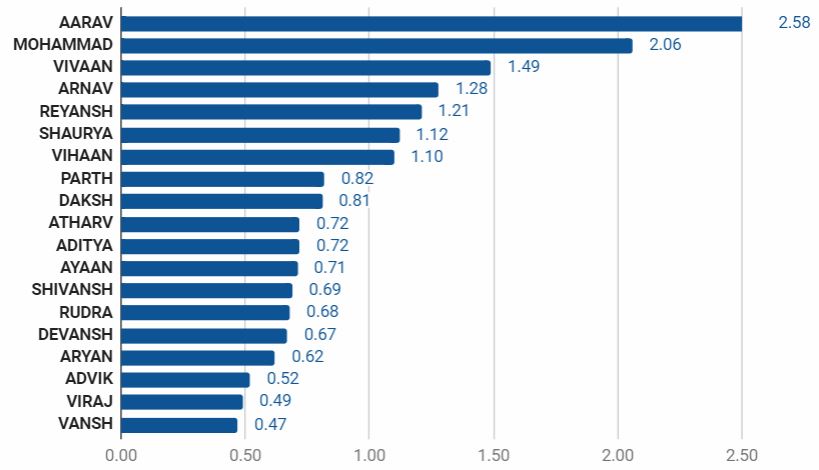 AARAV 2.58
MOHAMMAD 2.06
VIVAAN 1.49
ARNAV 1.28
REYANSH 1.21
SHAURYA 1.12
VIHAAN 1.10
PARTH 0.82
DAKSH 0.81
ATHARV 0.72
ADITYA 0.72
AYAAN 0.71
SHIVANSH 0.69
RUDRA 0.68
DEVANSH 0.67
ARYAN 0.62
ADVIK 0.52
VIRAJ 0.49
VANSH 0.47
0.00 0.50 1.00 1.50 2.00 2.50